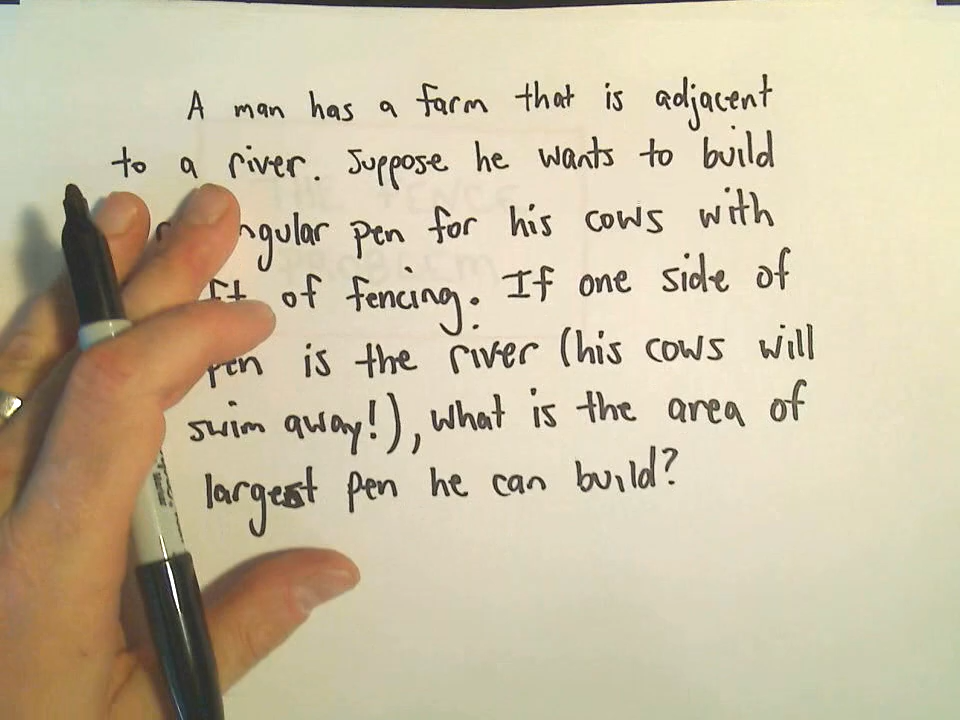 A man has a farm that is adjacent
to a river. Suppose he wants to build
pen for his cows with
ft of fencing. If one side of
pen is the river (his cows will
swim away!), what is the area of
largest pen he can build?